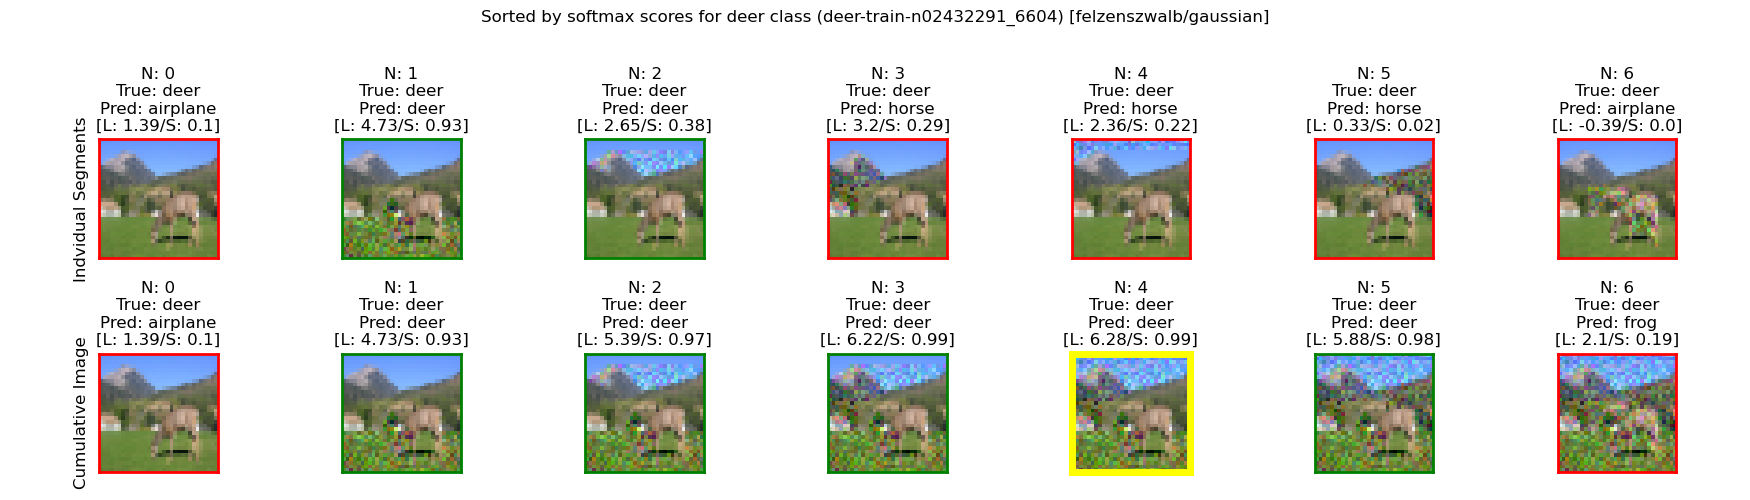 Sorted by softmax scores for deer class (deer-train-n02432291_6604) [felzenszwalb/gaussian]
Indvidual Segments
N: 0
True: deer
Pred: airplane
[L: 1.39/S: 0.1]
N: 1
True: deer
Pred: deer
[L: 4.73/S: 0.93]
N: 2
True: deer
Pred: deer
[L: 2.65/S: 0.38]
N: 3
True: deer
Pred: horse
[L: 3.2/S: 0.29]
N: 4
True: deer
Pred: horse
[L: 2.36/S: 0.22]
N: 5
True: deer
Pred: horse
[L: 0.33/S: 0.02]
N: 6
True: deer
Pred: airplane
[L: -0.39/S: 0.0]
Cumulative Image
N: 0
True: deer
Pred: airplane
[L: 1.39/S: 0.1]
N: 1
True: deer
Pred: deer
[L: 4.73/S: 0.93]
N: 2
True: deer
Pred: deer
[L: 5.39/S: 0.97]
N: 3
True: deer
Pred: deer
[L: 6.22/S: 0.99]
N: 4
True: deer
Pred: deer
[L: 6.28/S: 0.99]
N: 5
True: deer
Pred: deer
[L: 5.88/S: 0.98]
N: 6
True: deer
Pred: frog
[L: 2.1/S: 0.19]